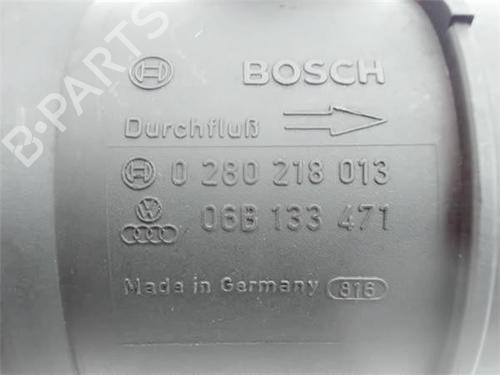 BOSCH
Durchfluß
0 280 218 013
06B 133 471
Made in Germany 816
B-PARTS